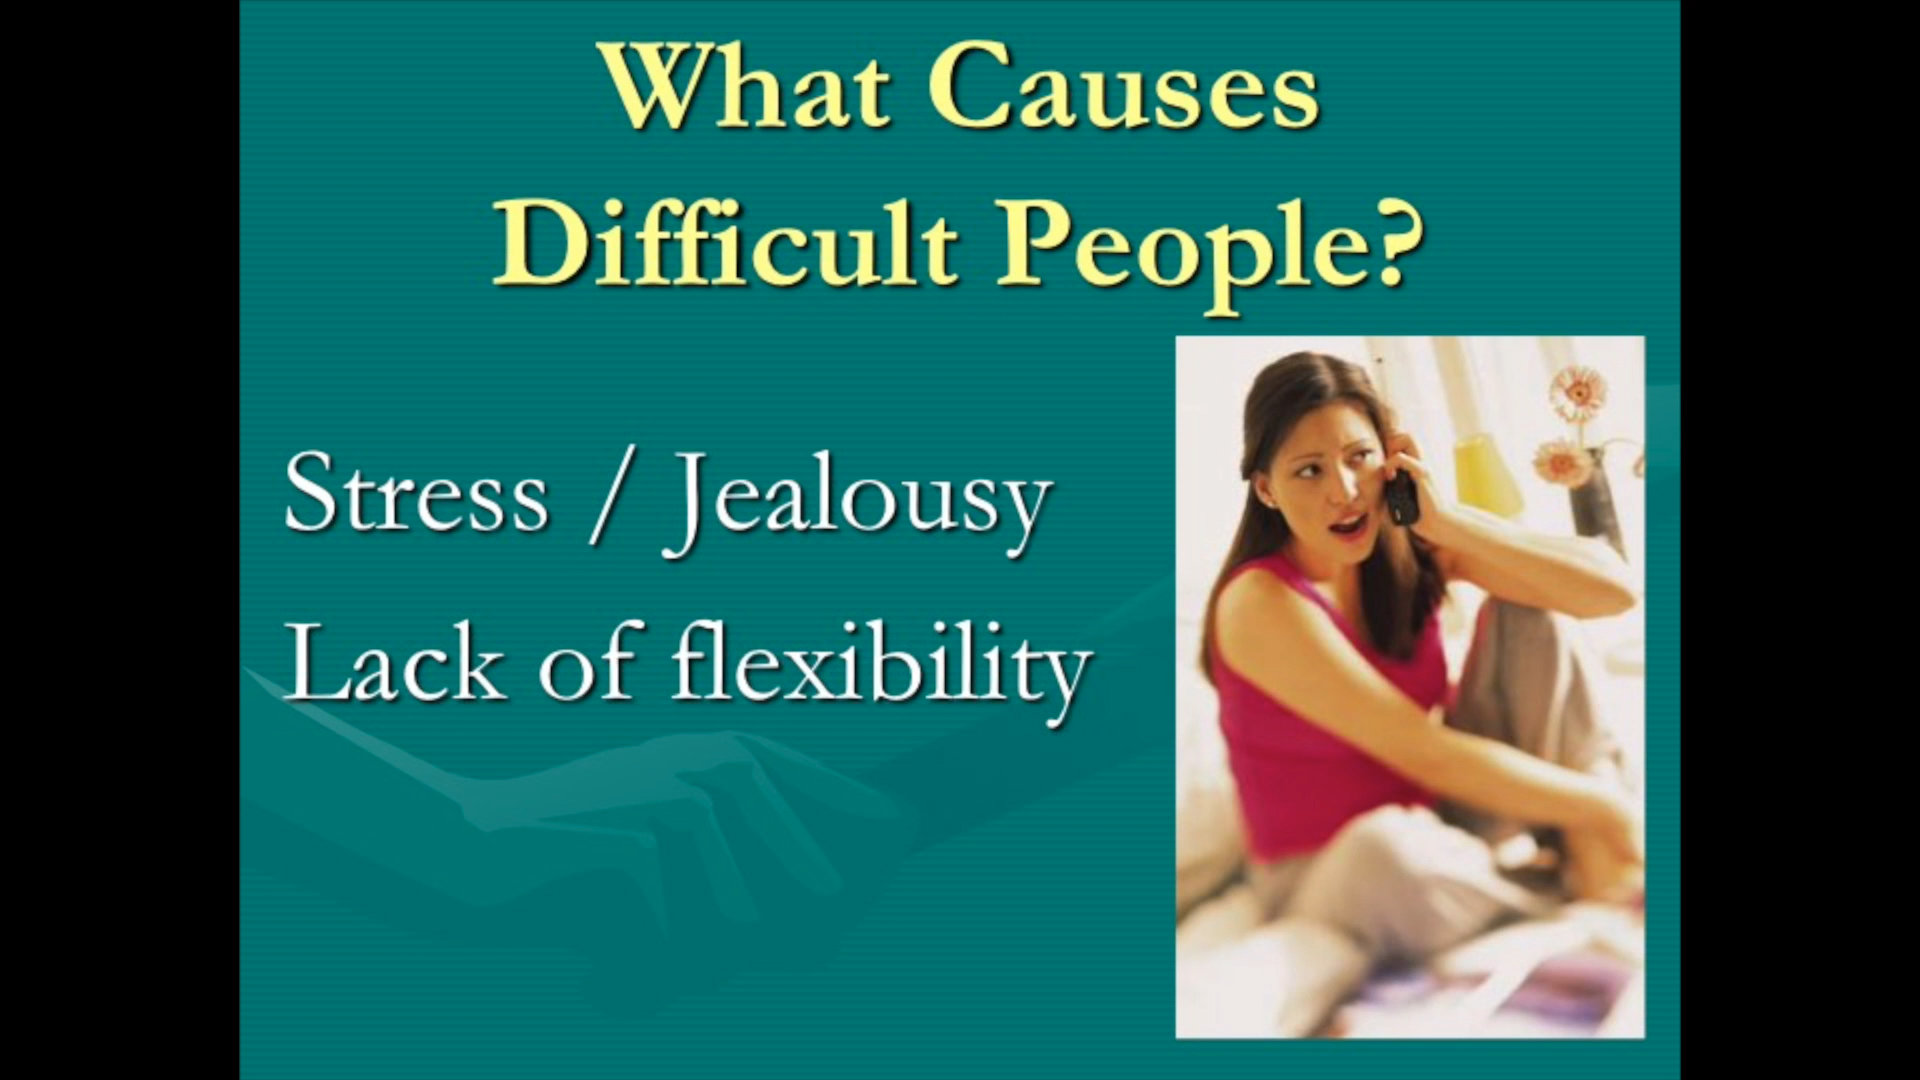 What Causes
Difficult People?
Stress / Jealousy
Lack of flexibility